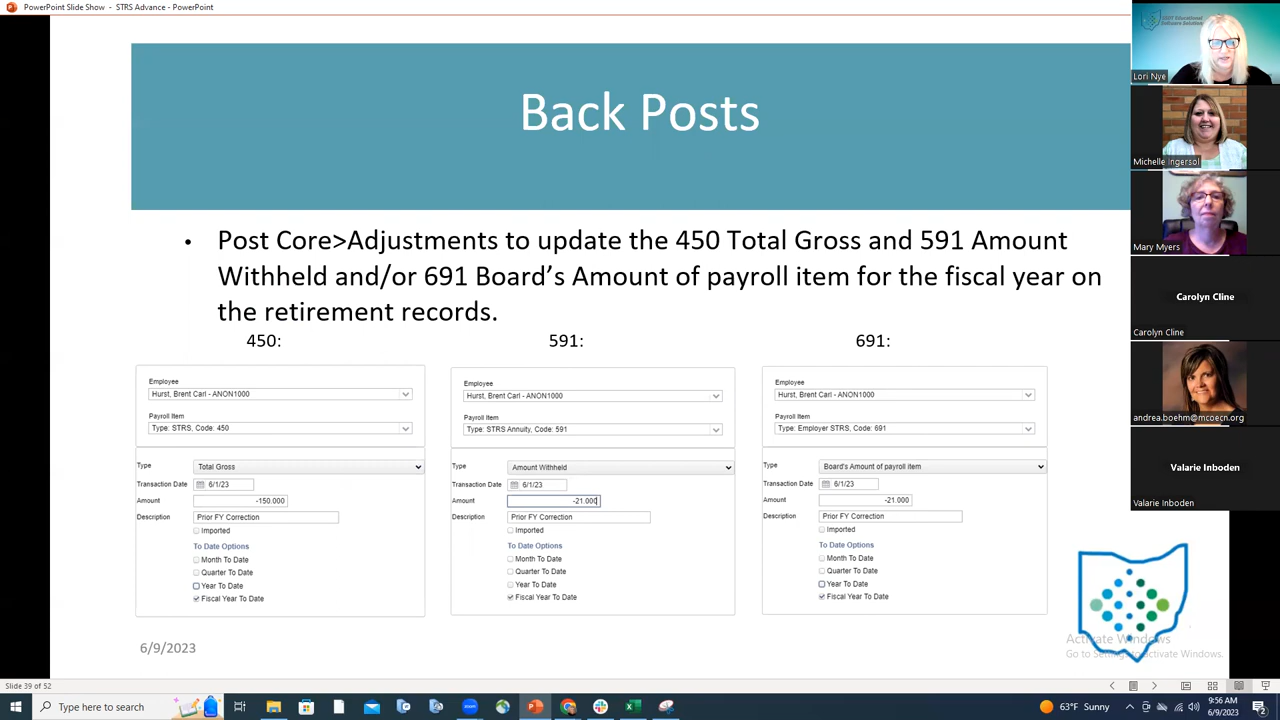 PowerPoint Slide Show - STRS Advance - PowerPoint
Back Posts
• Post Core>Adjustments to update the 450 Total Gross and 591 Amount
Withheld and/or 691 Board's Amount of payroll item for the fiscal year on
the retirement records.
450:
Employee
Hurst, Brent Carl - ANON1000
Payroll Item
Type: STRS, Code: 450
Type Total Gross
Transaction Date 6/1/23
Amount -150.000
Description Prior FY Correction
Imported
To Date Options
Month To Date
Quarter To Date
Year To Date
Fiscal Year To Date
591:
Employee
Hurst, Brent Carl - ANON1000
Payroll Item
Type: STRS Annuity, Code: 591
Type Amount Withheld
Transaction Date 6/1/23
Amount -21.000
Description Prior FY Correction
Imported
To Date Options
Month To Date
Quarter To Date
Year To Date
Fiscal Year To Date
691:
Employee
Hurst, Brent Carl - ANON1000
Payroll Item
Type: Employer STRS, Code: 691
Type Board's Amount of payroll item
Transaction Date 6/1/23
Amount -21.000
Description Prior FY Correction
Imported
To Date Options
Month To Date
Quarter To Date
Year To Date
Fiscal Year To Date
6/9/2023
Activate Windows
Go to Settings to activate Windows.
Lori Nye
Michelle Ingersol
Mary Myers
Carolyn Cline
Carolyn Cline
andrea.boehm@mcoecn.org
Valarie Inboden
Valarie Inboden
Slide 39 of 52
Type here to search
73°F Sunny
9:56 AM
6/9/2023
2